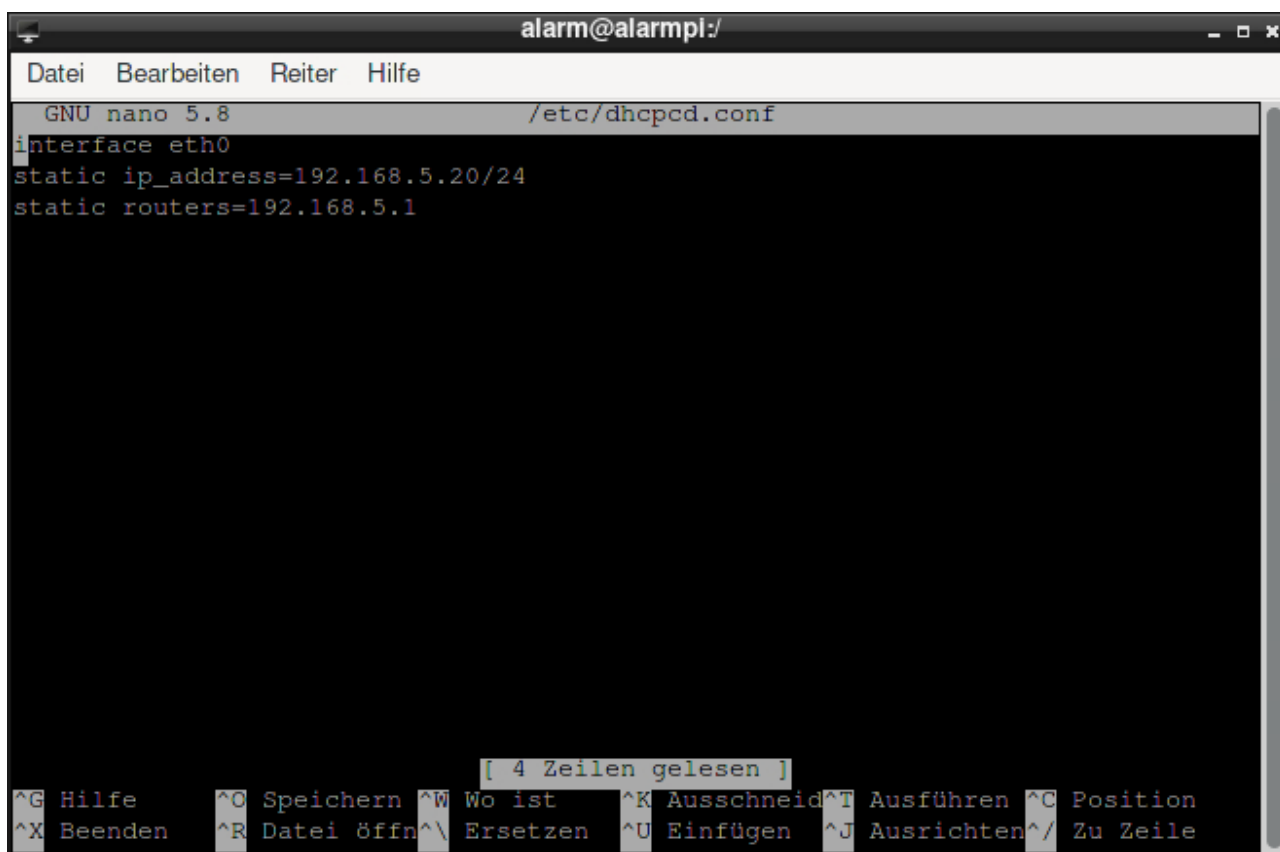 alarm@alarmpi:/
Datei Bearbeiten Reiter Hilfe
GNU nano 5.8 /etc/dhcpcd.conf
interface eth0
static ip_address=192.168.5.20/24
static routers=192.168.5.1
[ 4 Zeilen gelesen ]
^G Hilfe ^O Speichern ^W Wo ist ^K Ausschneid^T Ausführen ^C Position
^X Beenden ^R Datei öffn^\ Ersetzen ^U Einfügen ^J Ausrichten^/ Zu Zeile